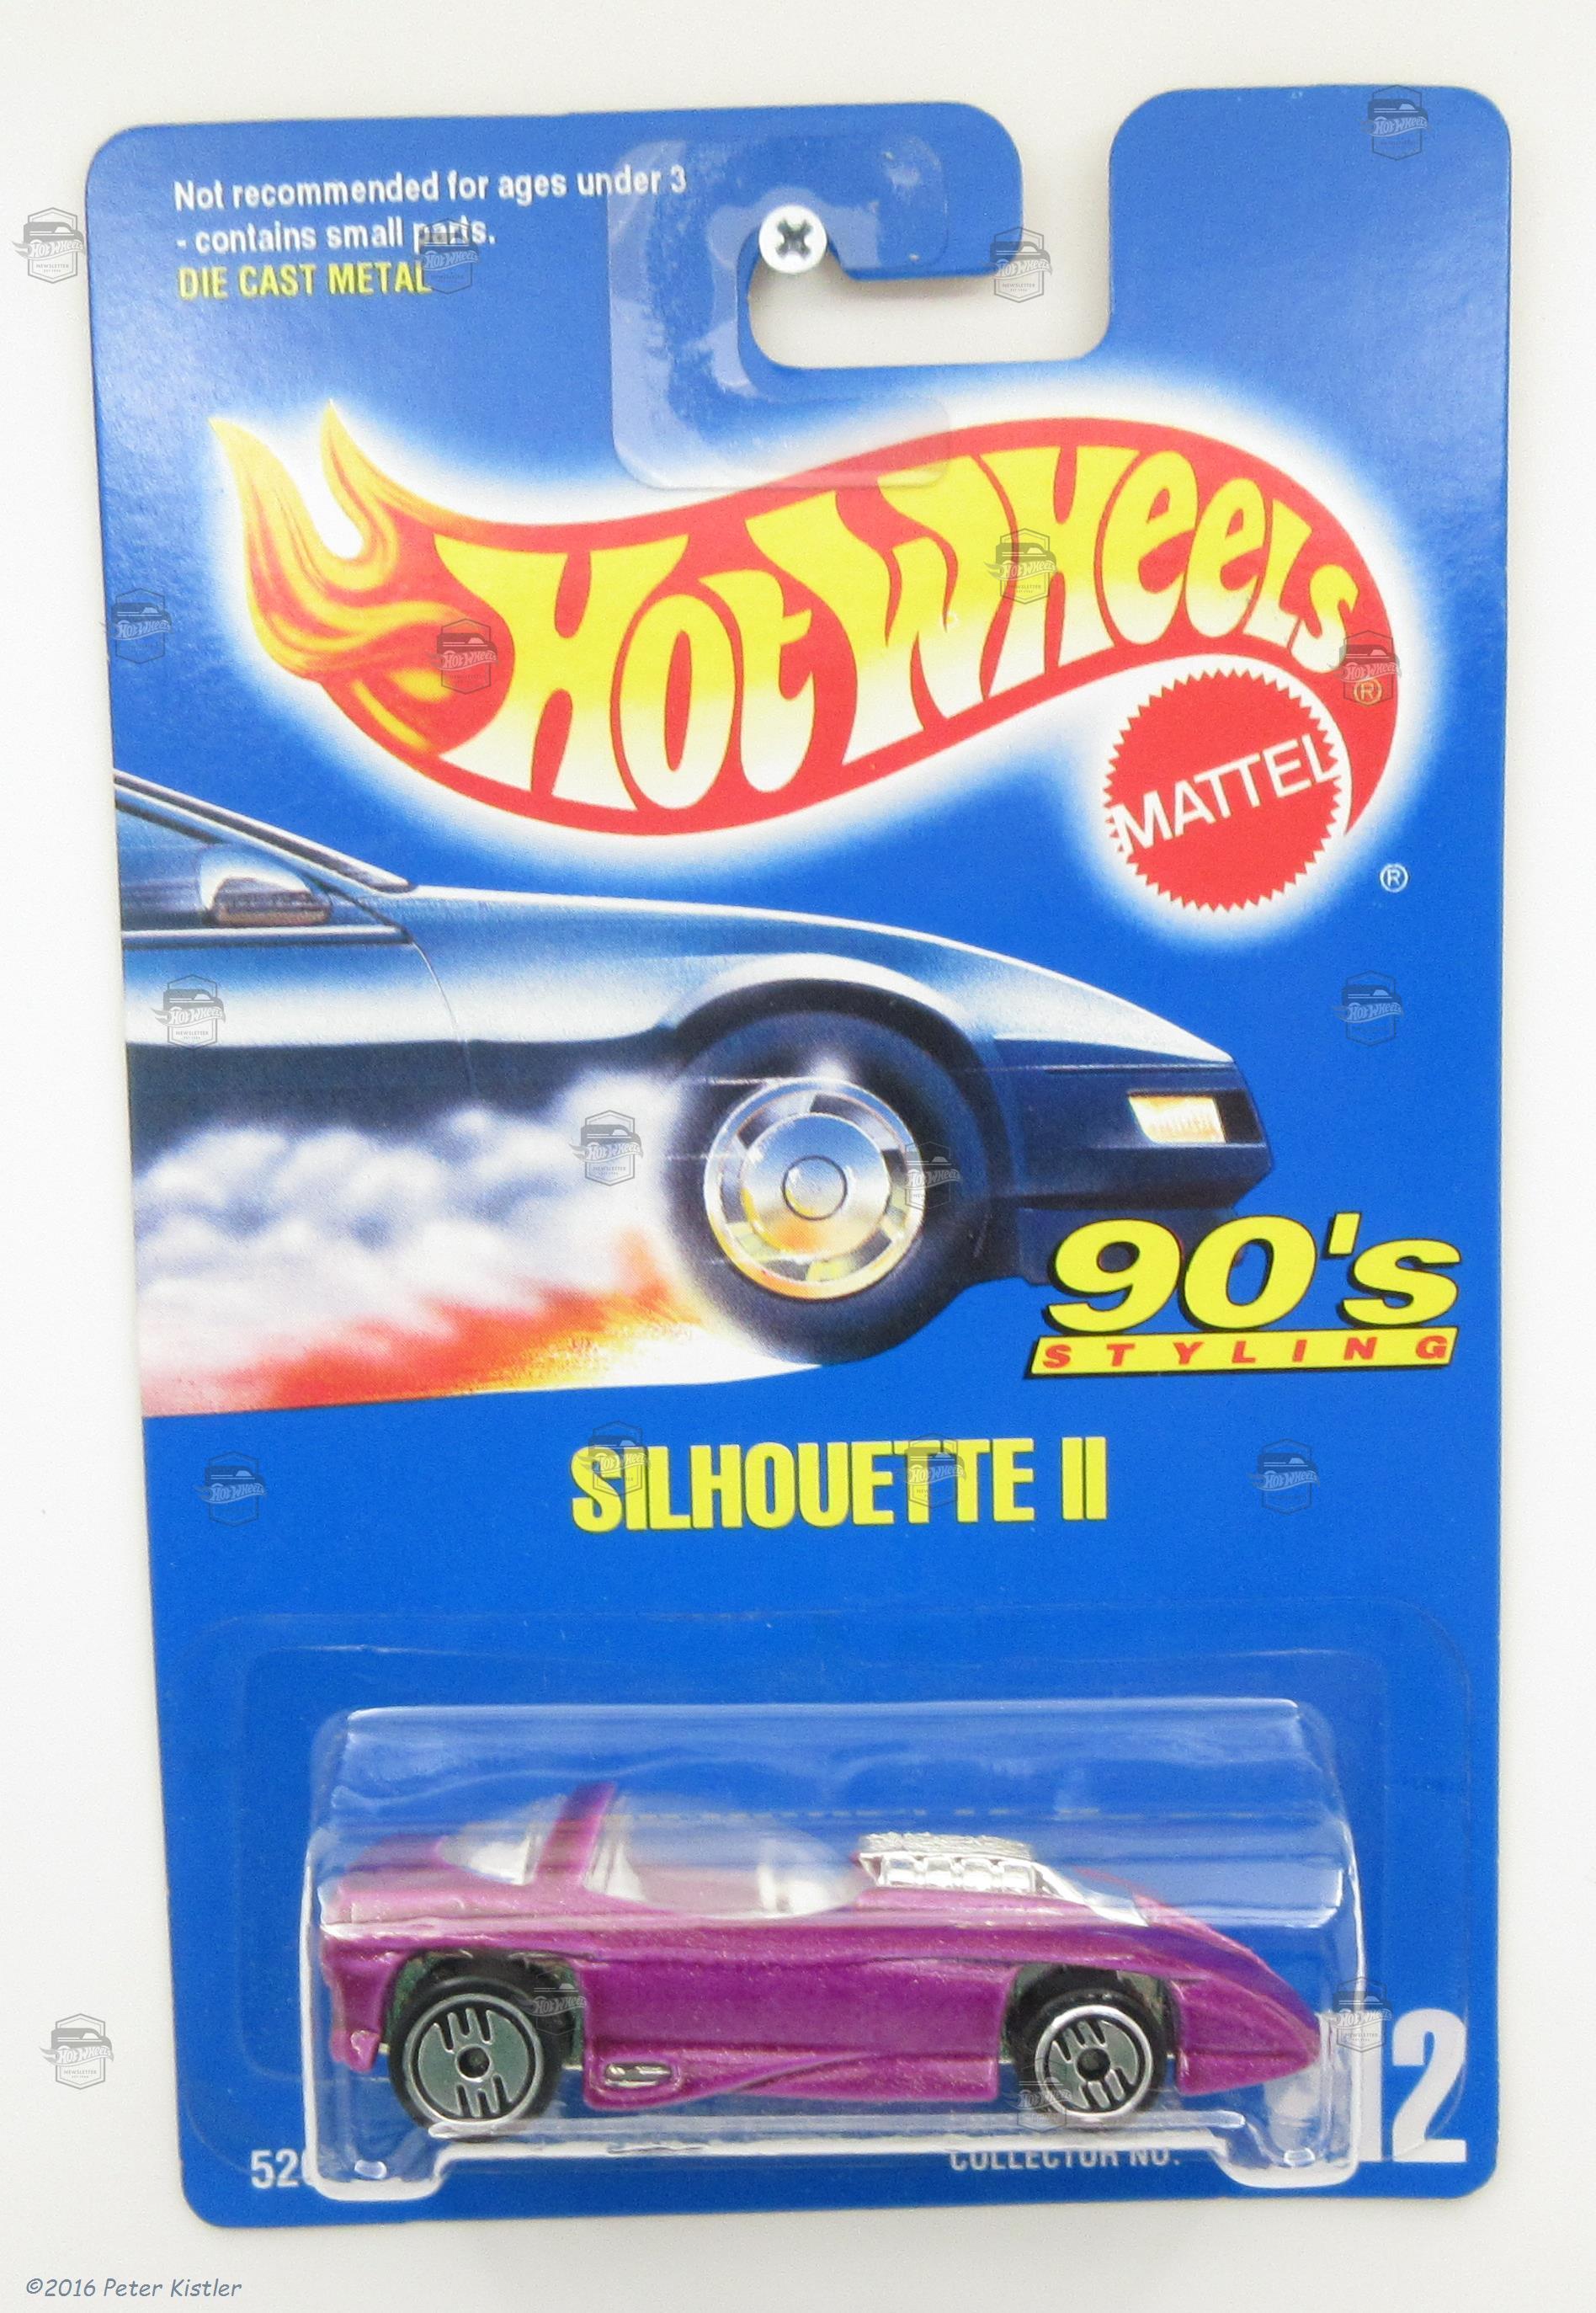 Not recommended for ages under 3
- contains small parts.
DIE CAST METAL
HOT WHEELS ®
MATTEL
®
90's
STYLING
SILHOUETTE II
COLLECTOR NO.
©2016 Peter Kistler